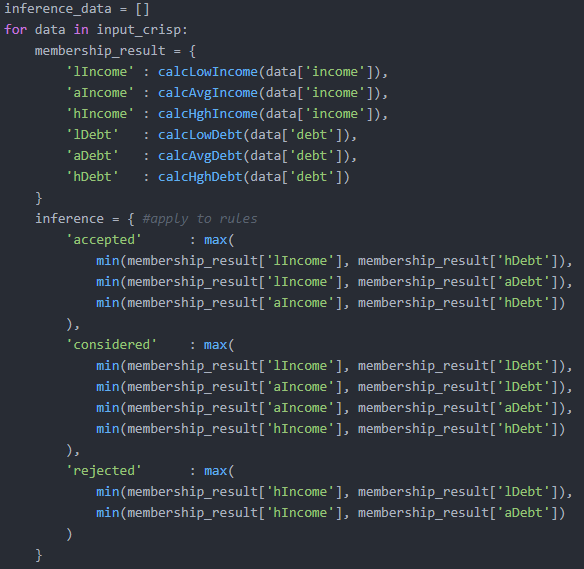 inference_data = []
for data in input_crisp:
    membership_result = {
        'lIncome' : calcLowIncome(data['income']),
        'aIncome' : calcAvgIncome(data['income']),
        'hIncome' : calcHghIncome(data['income']),
        'lDebt'   : calcLowDebt(data['debt']),
        'aDebt'   : calcAvgDebt(data['debt']),
        'hDebt'   : calcHghDebt(data['debt'])
    }
    inference = { #apply to rules
        'accepted'      : max(
            min(membership_result['lIncome'], membership_result['hDebt']),
            min(membership_result['lIncome'], membership_result['aDebt']),
            min(membership_result['aIncome'], membership_result['hDebt'])
        ),
        'considered'    : max(
            min(membership_result['lIncome'], membership_result['lDebt']),
            min(membership_result['aIncome'], membership_result['lDebt']),
            min(membership_result['aIncome'], membership_result['aDebt']),
            min(membership_result['hIncome'], membership_result['hDebt'])
        ),
        'rejected'      : max(
            min(membership_result['hIncome'], membership_result['lDebt']),
            min(membership_result['hIncome'], membership_result['aDebt'])
        )
    }